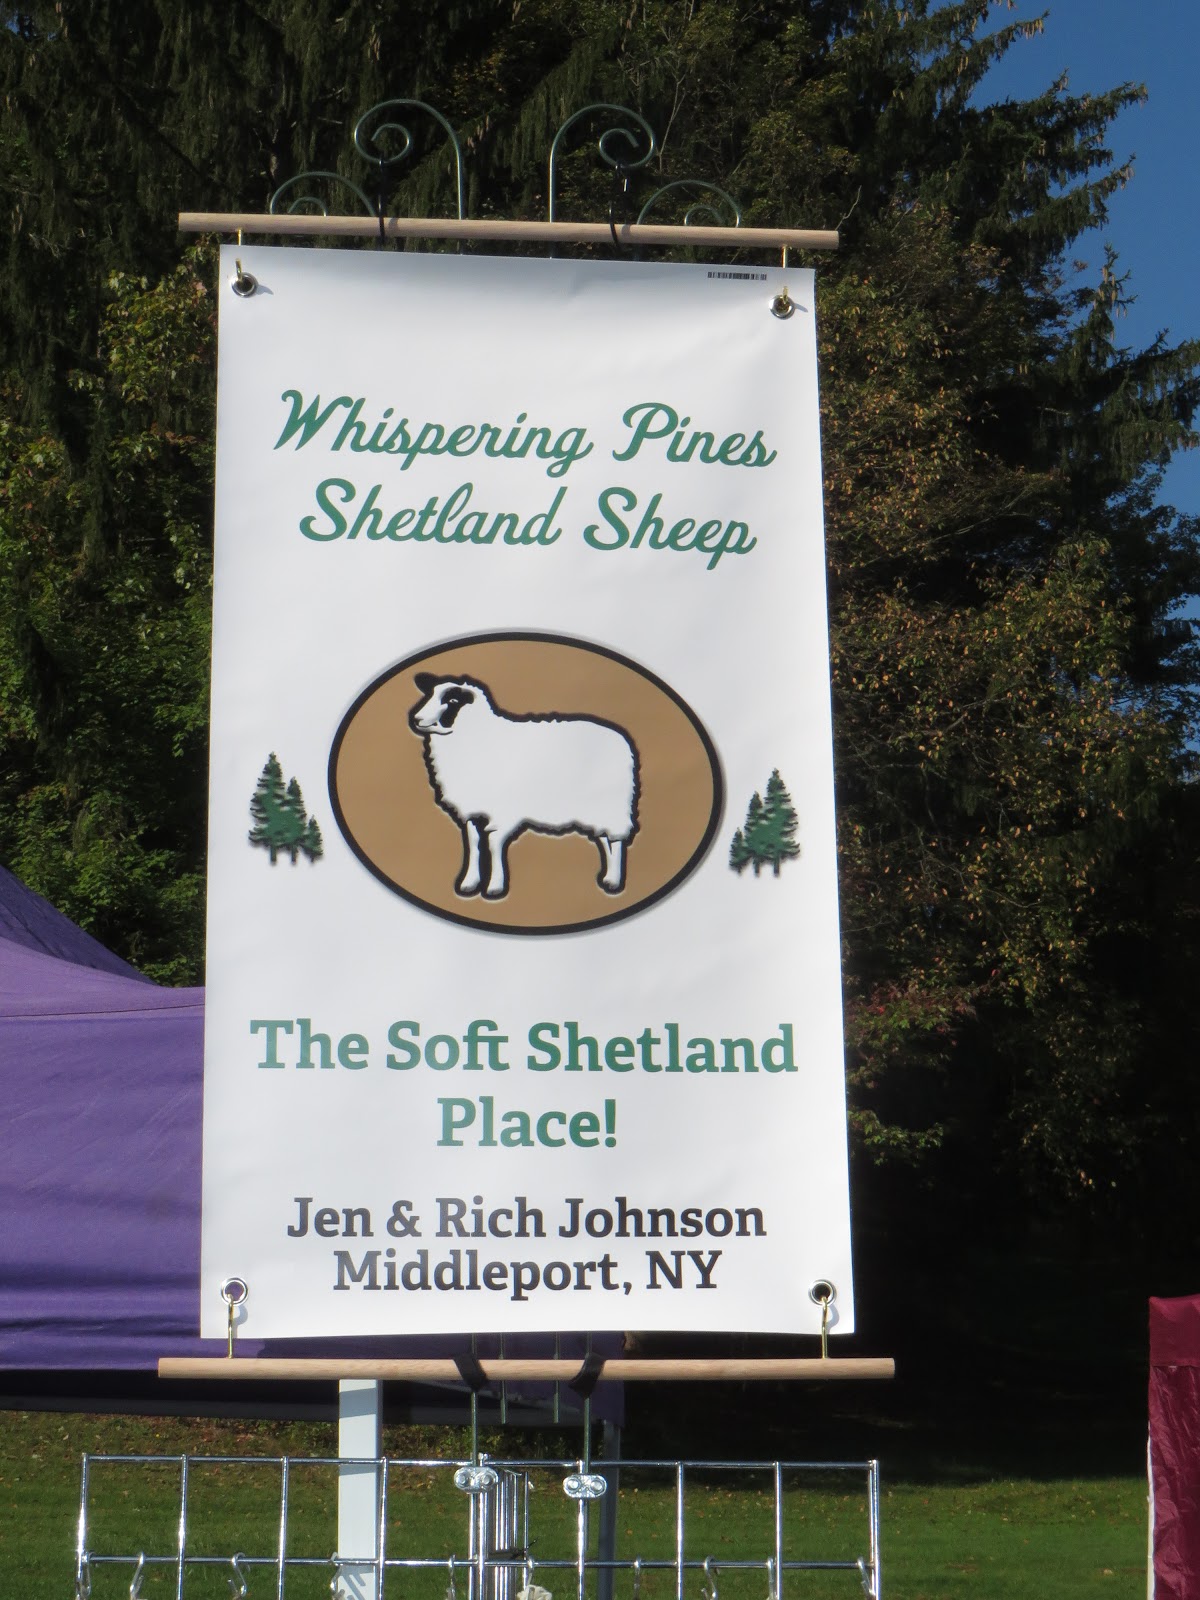 Whispering Pines
Shetland Sheep
The Soft Shetland
Place!
Jen & Rich Johnson
Middleport, NY